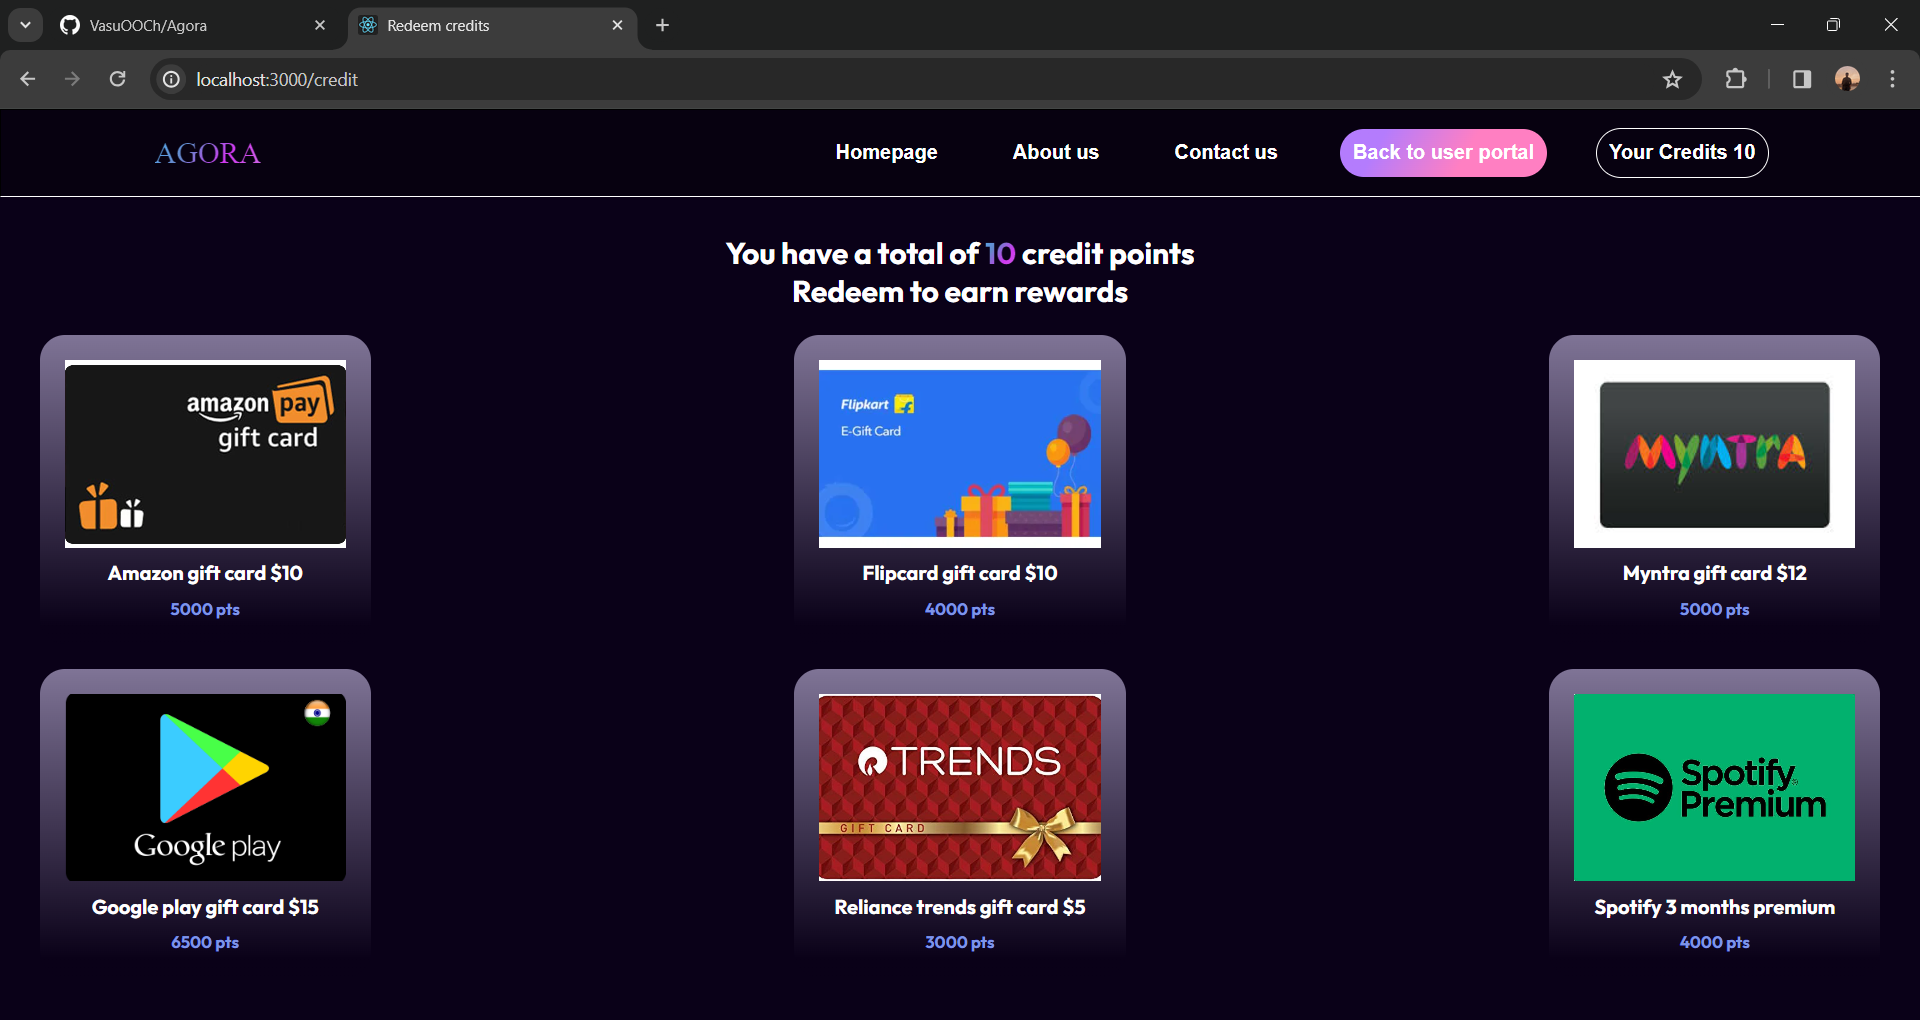 VasuOOCh/Agora
Redeem credits
localhost:3000/credit
AGORA
Homepage
About us
Contact us
Back to user portal
Your Credits 10
You have a total of 10 credit points
Redeem to earn rewards
amazon pay
gift card
Amazon gift card $10
5000 pts
Flipkart
E-Gift Card
Flipcard gift card $10
4000 pts
Myntra
Myntra gift card $12
5000 pts
Google play
Google play gift card $15
6500 pts
TRENDS
GIFT CARD
Reliance trends gift card $5
3000 pts
Spotify
Premium
Spotify 3 months premium
4000 pts